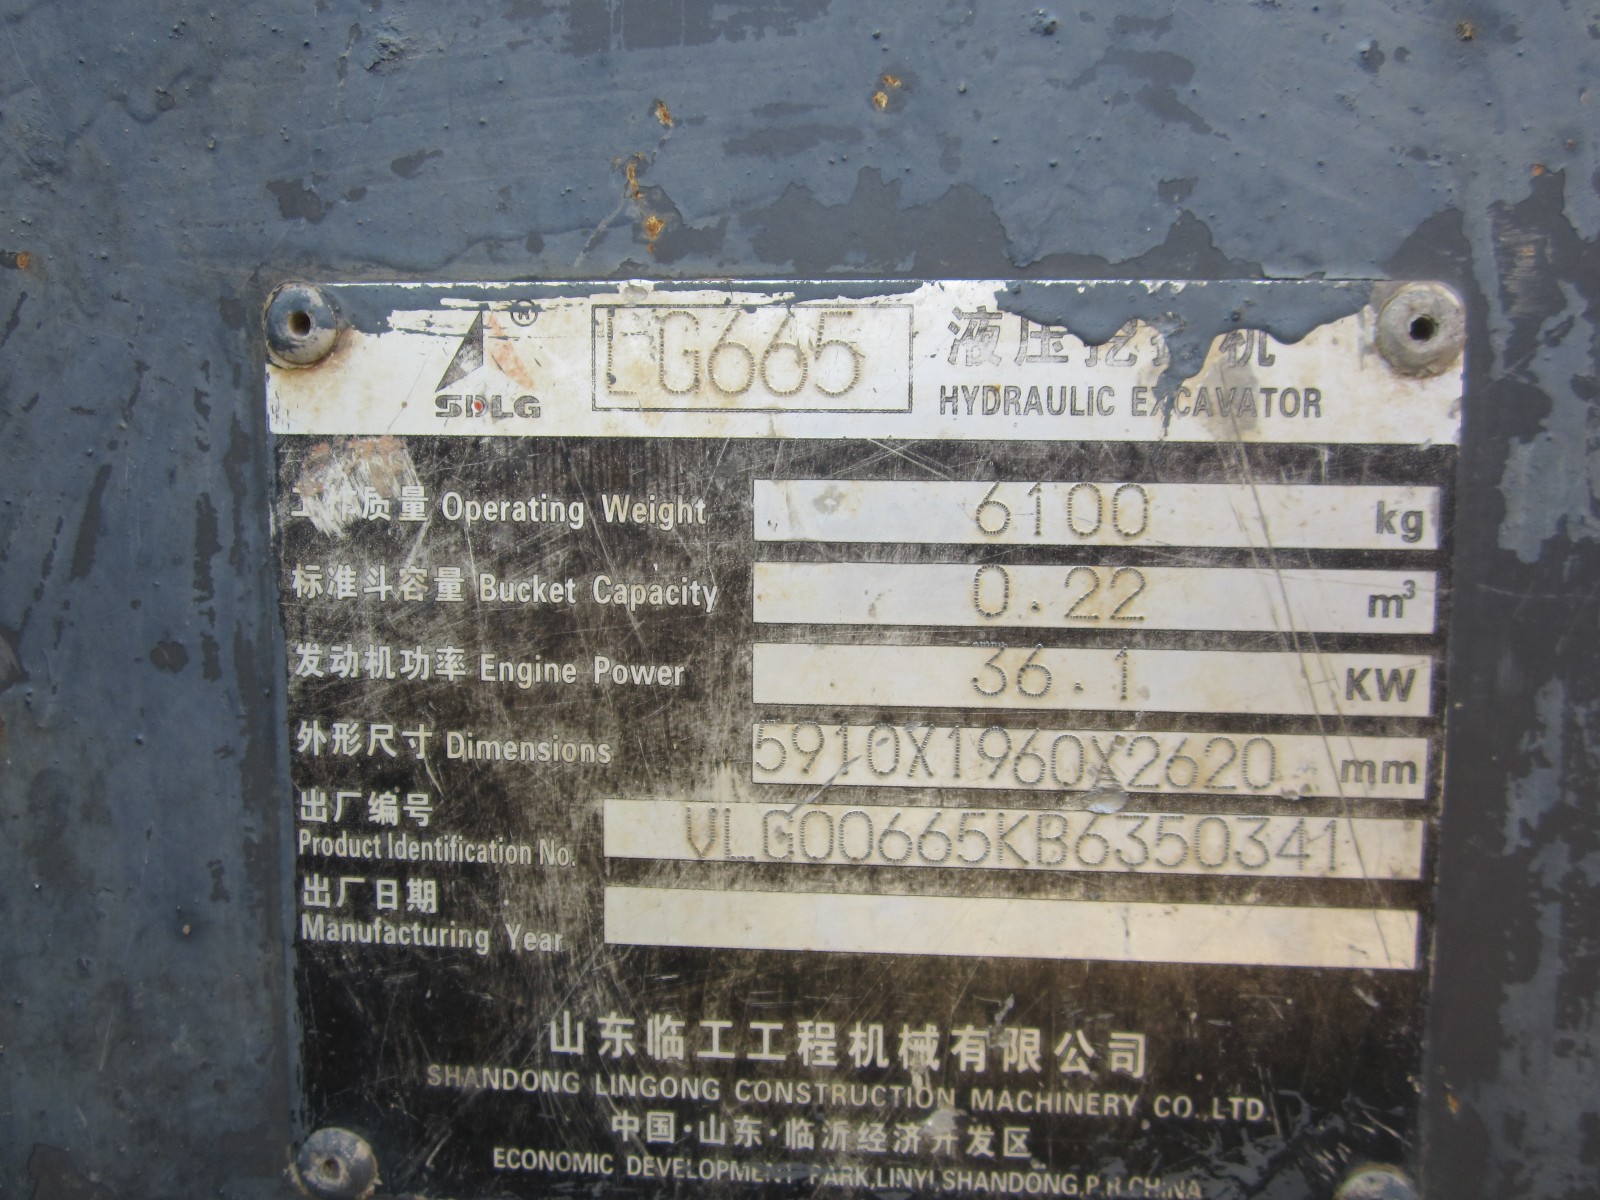 SDLG ® LG665 液压挖掘机
HYDRAULIC EXCAVATOR
工作质量 Operating Weight 6100 kg
标准斗容量 Bucket Capacity 0.22 m³
发动机功率 Engine Power 36.1 KW
外形尺寸 Dimensions 5910X1960X2620 mm
出厂编号
Product Identification No. VLG00665KB6350341
出厂日期
Manufacturing Year
山东临工工程机械有限公司
SHANDONG LINGONG CONSTRUCTION MACHINERY CO.,LTD.
中国·山东·临沂经济开发区
ECONOMIC DEVELOPMENT PARK,LINYI,SHANDONG,P.R.CHINA